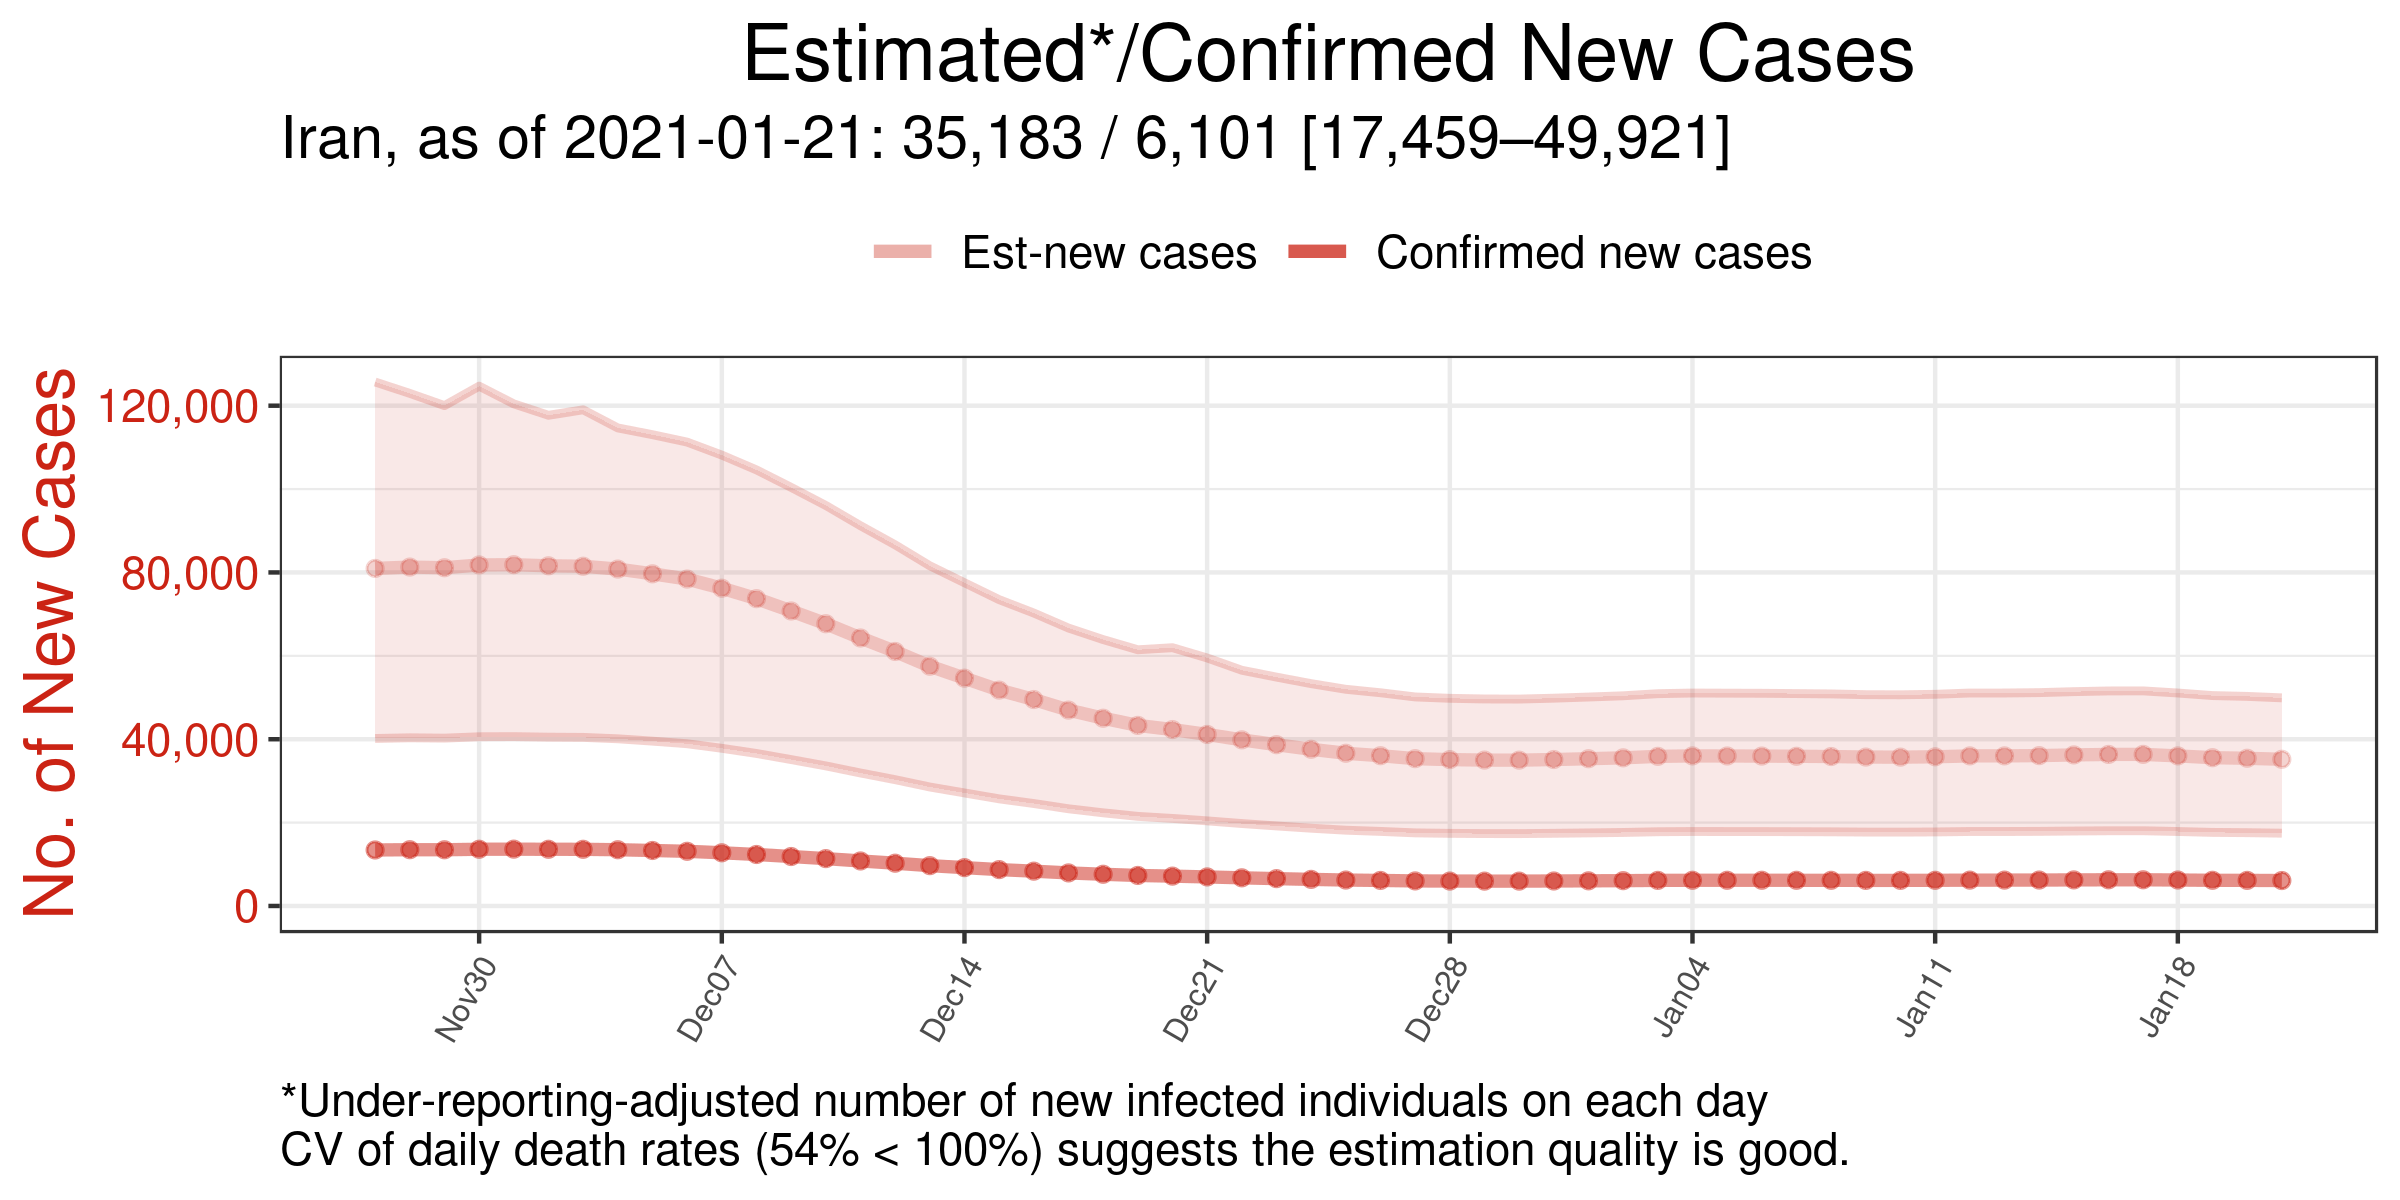 Estimated*/Confirmed New Cases
Iran, as of 2021-01-21: 35,183 / 6,101 [17,459–49,921]
Est-new cases Confirmed new cases
No. of New Cases
120,000
80,000
40,000
0
Nov30 Dec07 Dec14 Dec21 Dec28 Jan04 Jan11 Jan18
*Under-reporting-adjusted number of new infected individuals on each day
CV of daily death rates (54% < 100%) suggests the estimation quality is good.